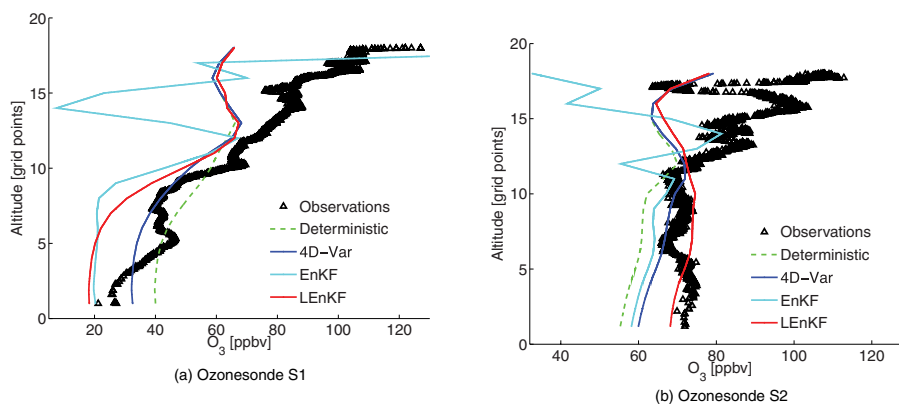 20
15
10
5
0
Altitude [grid points]
20 40 60 80 100 120
O3 [ppbv]
Observations
Deterministic
4D-Var
EnKF
LEnKF
(a) Ozonesonde S1
20
15
10
5
0
Altitude [grid points]
40 60 80 100 120
O3 [ppbv]
Observations
Deterministic
4D-Var
EnKF
LEnKF
(b) Ozonesonde S2